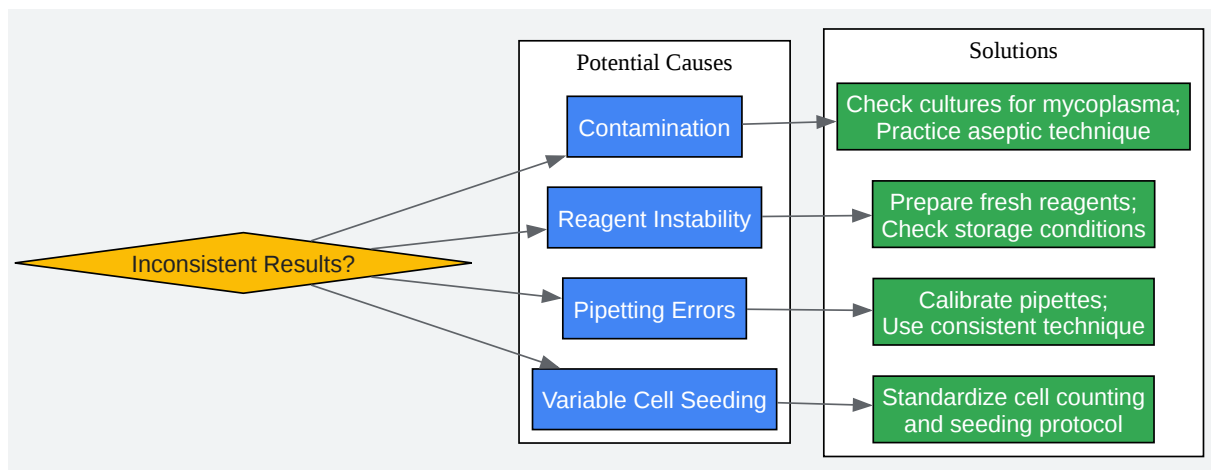 Inconsistent Results?
Potential Causes
Contamination
Reagent Instability
Pipetting Errors
Variable Cell Seeding
Solutions
Check cultures for mycoplasma;
Practice aseptic technique
Prepare fresh reagents;
Check storage conditions
Calibrate pipettes;
Use consistent technique
Standardize cell counting
and seeding protocol